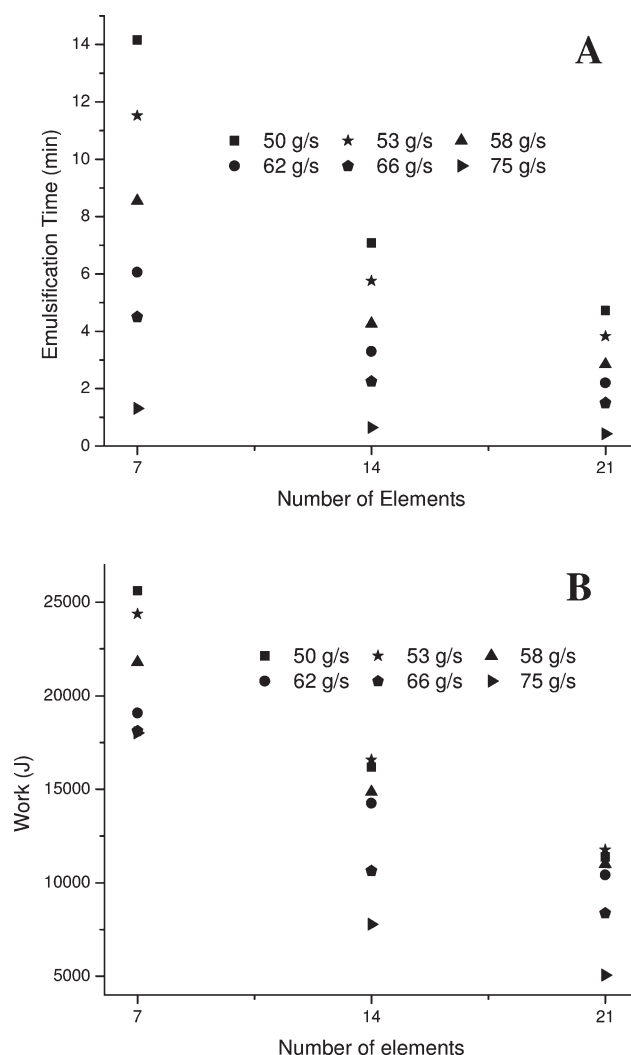 A
14
12
10
8
6
4
2
0
Emulsification Time (min)
50 g/s 53 g/s 58 g/s
62 g/s 66 g/s 75 g/s
7 14 21
Number of Elements
B
25000
20000
15000
10000
5000
Work (J)
50 g/s 53 g/s 58 g/s
62 g/s 66 g/s 75 g/s
7 14 21
Number of elements